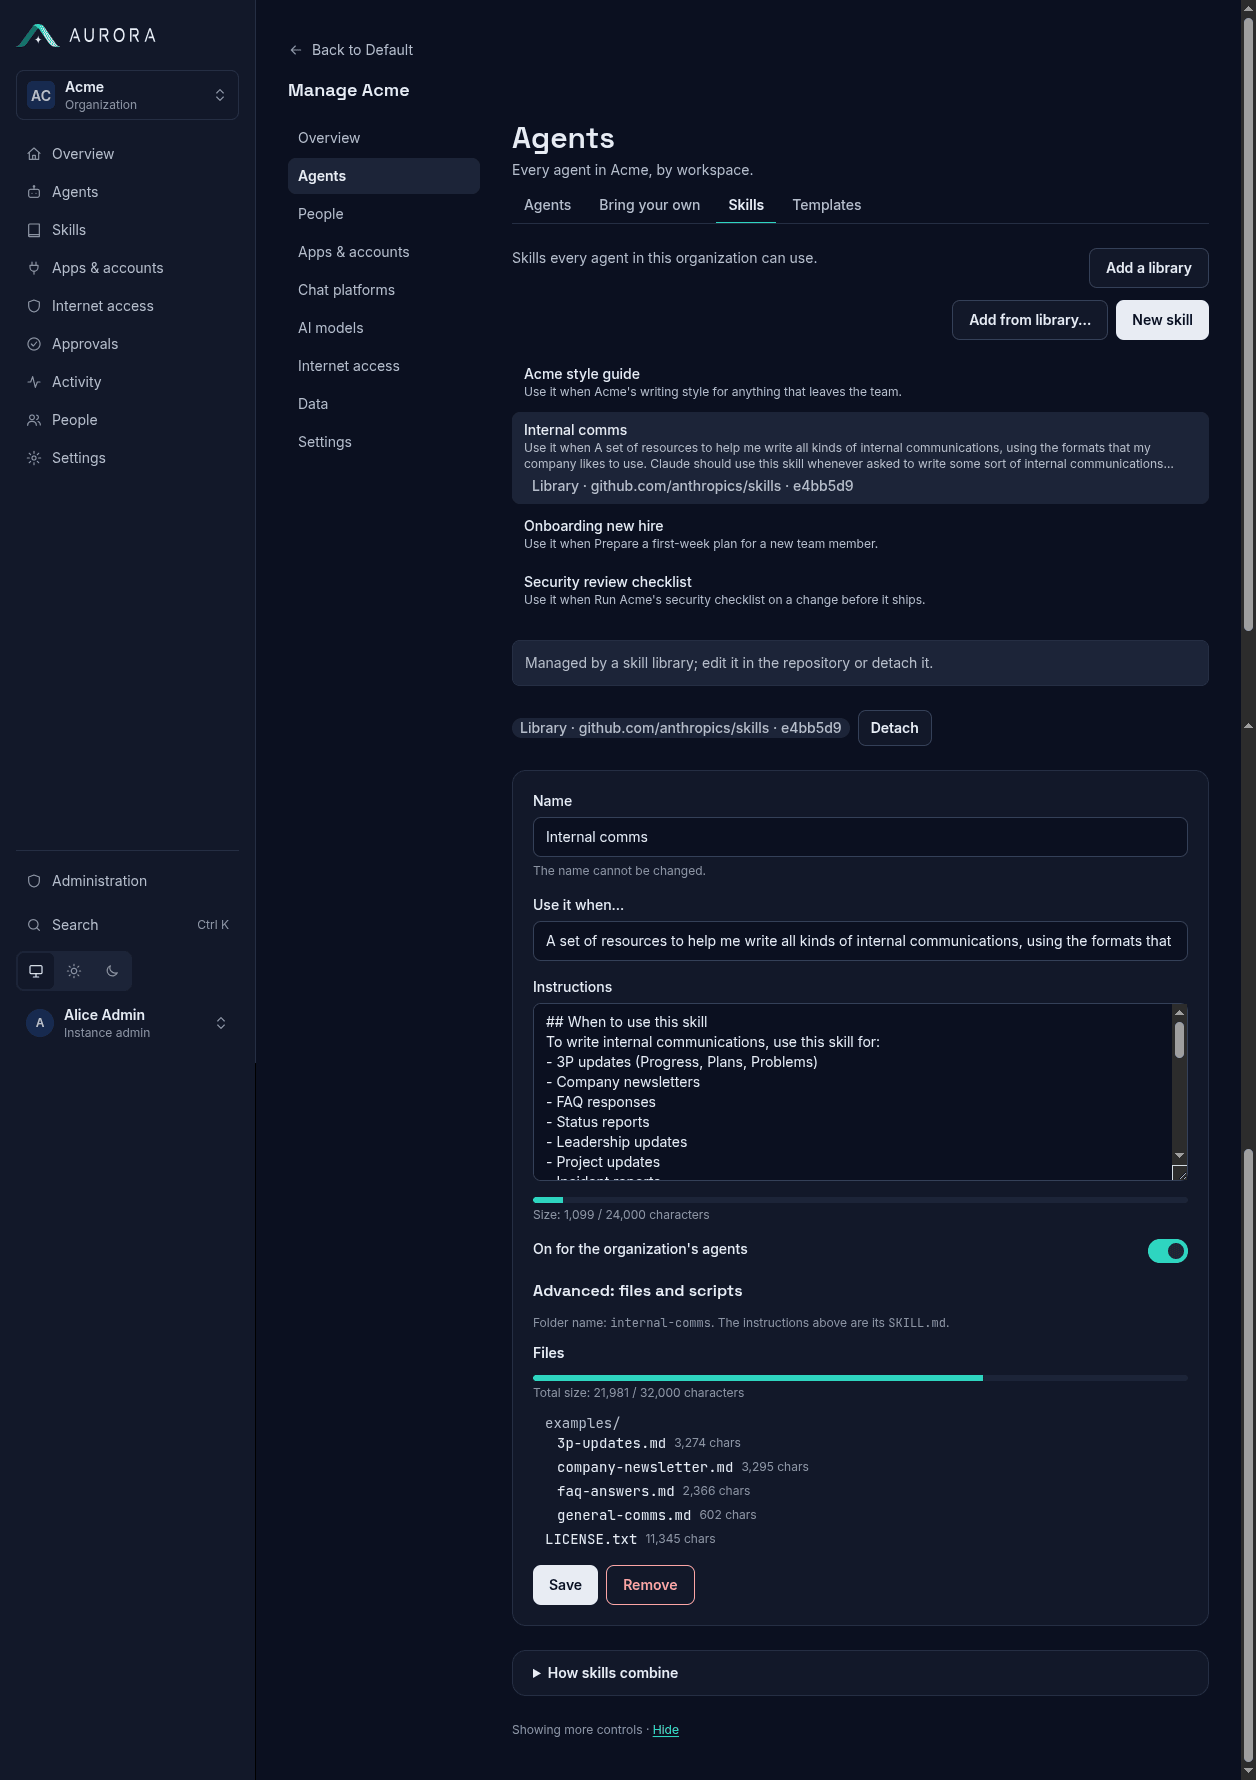 AURORA
AC
Acme
Organization
Overview
Agents
Skills
Apps & accounts
Internet access
Approvals
Activity
People
Settings
Administration
Search
Ctrl K
A
Alice Admin
Instance admin
← Back to Default
Manage Acme
Overview
Agents
People
Apps & accounts
Chat platforms
AI models
Internet access
Data
Settings
Agents
Every agent in Acme, by workspace.
Agents
Bring your own
Skills
Templates
Skills every agent in this organization can use.
Add a library
Add from library...
New skill
Acme style guide
Use it when Acme's writing style for anything that leaves the team.
Internal comms
Use it when A set of resources to help me write all kinds of internal communications, using the formats that my
company likes to use. Claude should use this skill whenever asked to write some sort of internal communications...
Library · github.com/anthropics/skills · e4bb5d9
Onboarding new hire
Use it when Prepare a first-week plan for a new team member.
Security review checklist
Use it when Run Acme's security checklist on a change before it ships.
Managed by a skill library; edit it in the repository or detach it.
Library · github.com/anthropics/skills · e4bb5d9
Detach
Name
Internal comms
The name cannot be changed.
Use it when...
A set of resources to help me write all kinds of internal communications, using the formats that
Instructions
## When to use this skill
To write internal communications, use this skill for:
- 3P updates (Progress, Plans, Problems)
- Company newsletters
- FAQ responses
- Status reports
- Leadership updates
- Project updates
- Incident reports
Size: 1,099 / 24,000 characters
On for the organization's agents
Advanced: files and scripts
Folder name: internal-comms. The instructions above are its SKILL.md.
Files
Total size: 21,981 / 32,000 characters
examples/
3p-updates.md 3,274 chars
company-newsletter.md 3,295 chars
faq-answers.md 2,366 chars
general-comms.md 602 chars
LICENSE.txt 11,345 chars
Save
Remove
How skills combine
Showing more controls · Hide